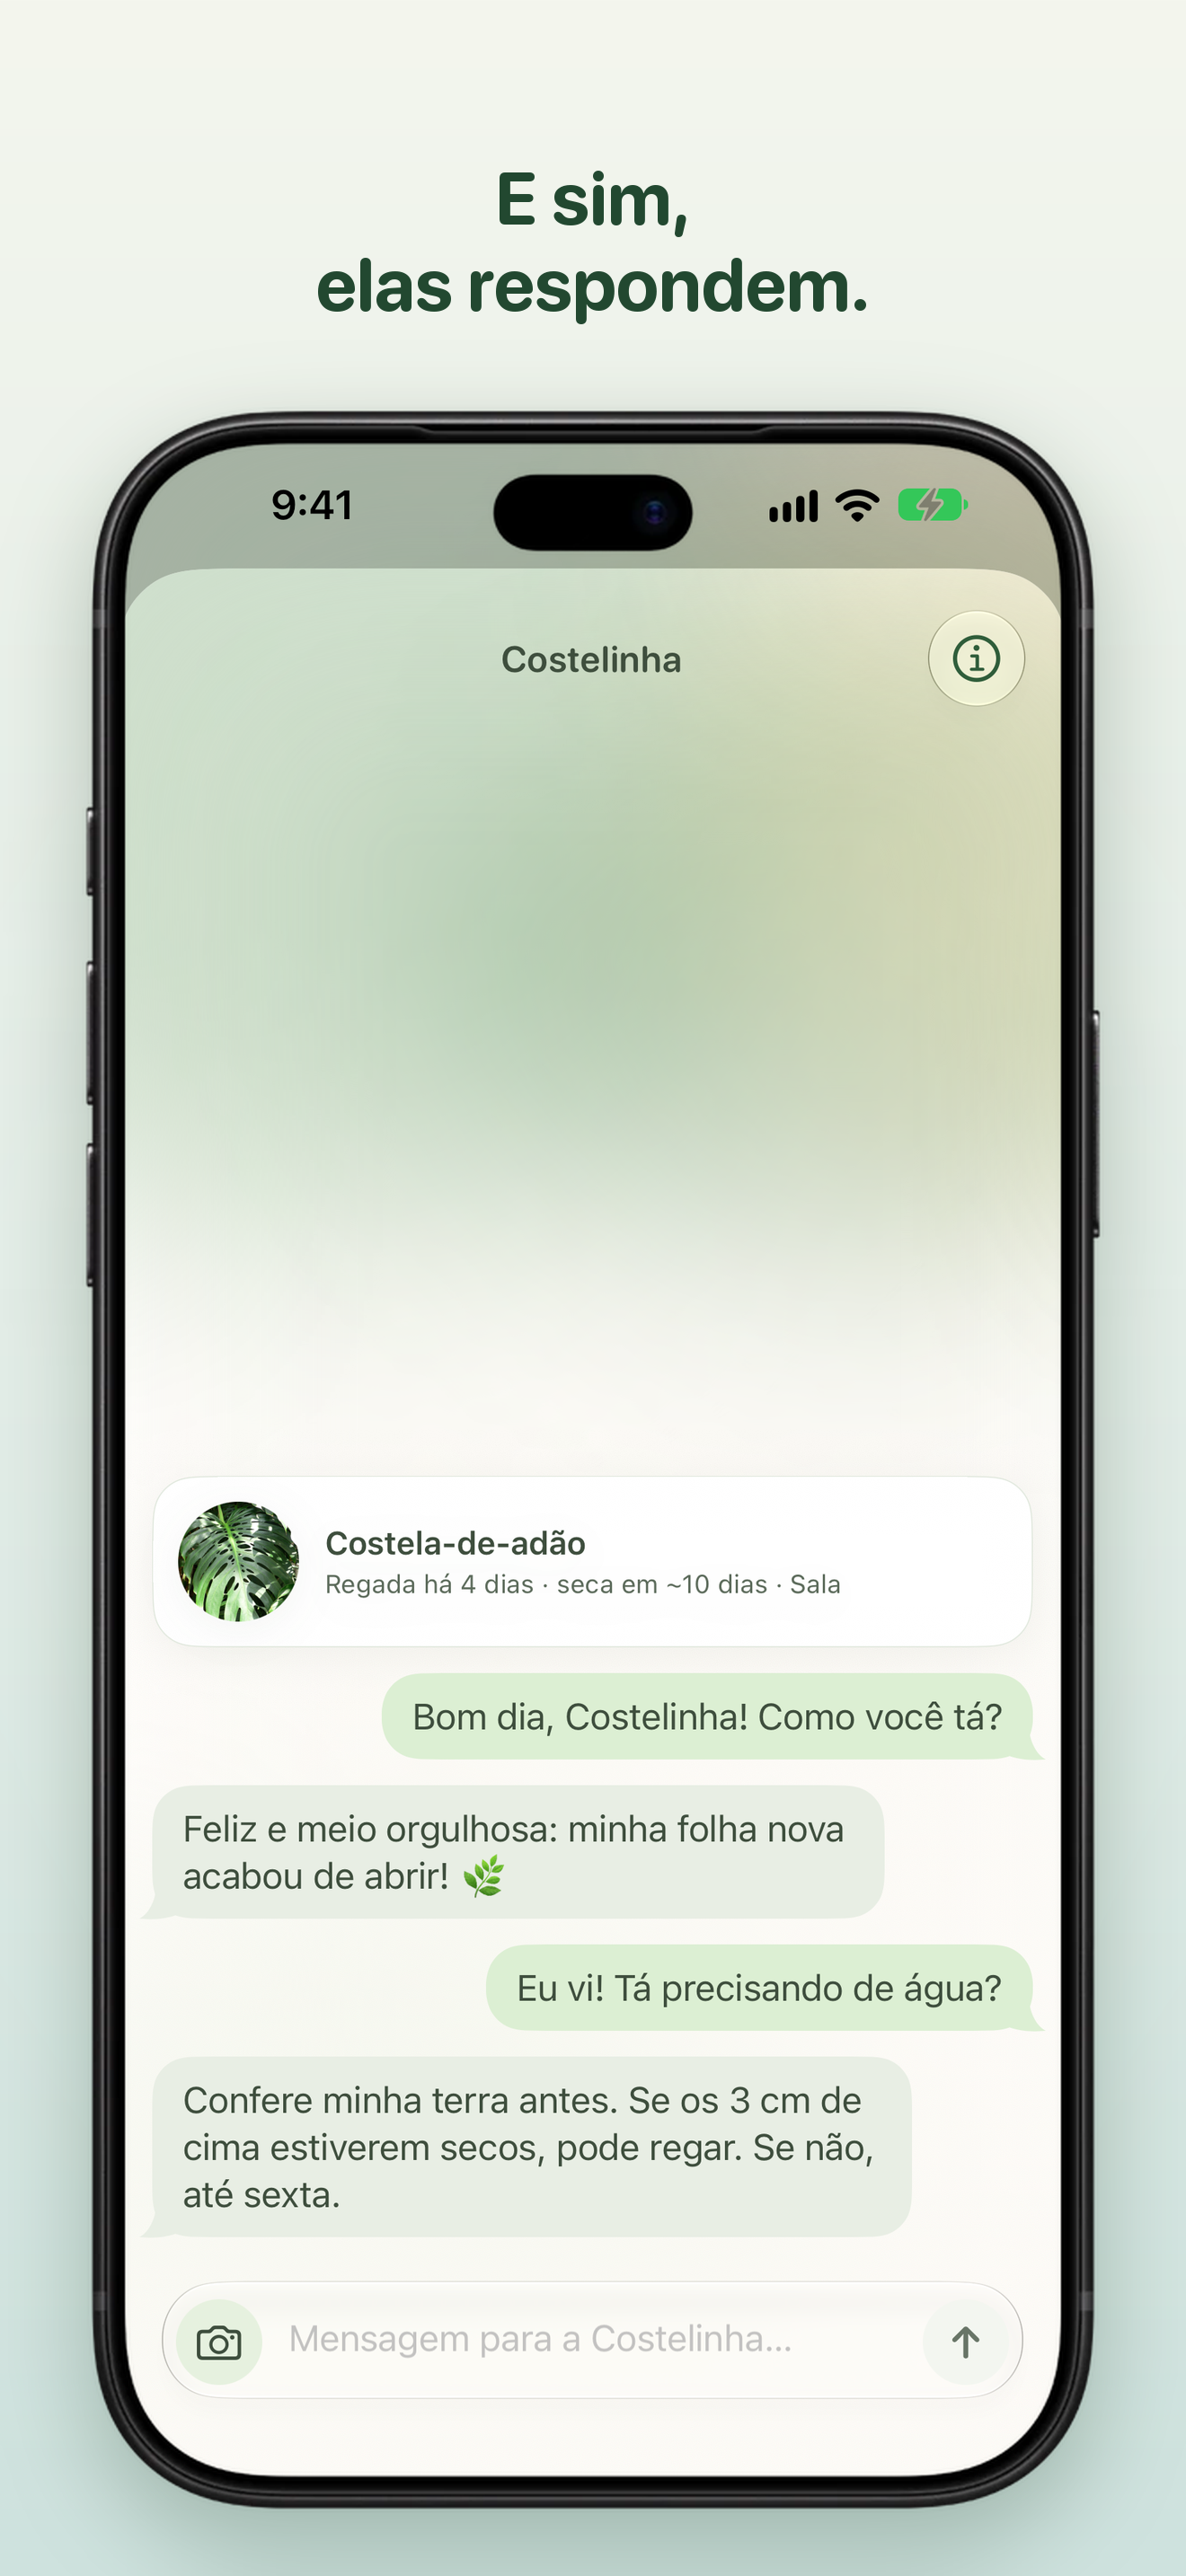 E sim,
elas respondem.
9:41
Costelinha
Costela-de-adão
Regada há 4 dias · seca em ~10 dias · Sala
Bom dia, Costelinha! Como você tá?
Feliz e meio orgulhosa: minha folha nova
acabou de abrir! 🌿
Eu vi! Tá precisando de água?
Confere minha terra antes. Se os 3 cm de
cima estiverem secos, pode regar. Se não,
até sexta.
Mensagem para a Costelinha...